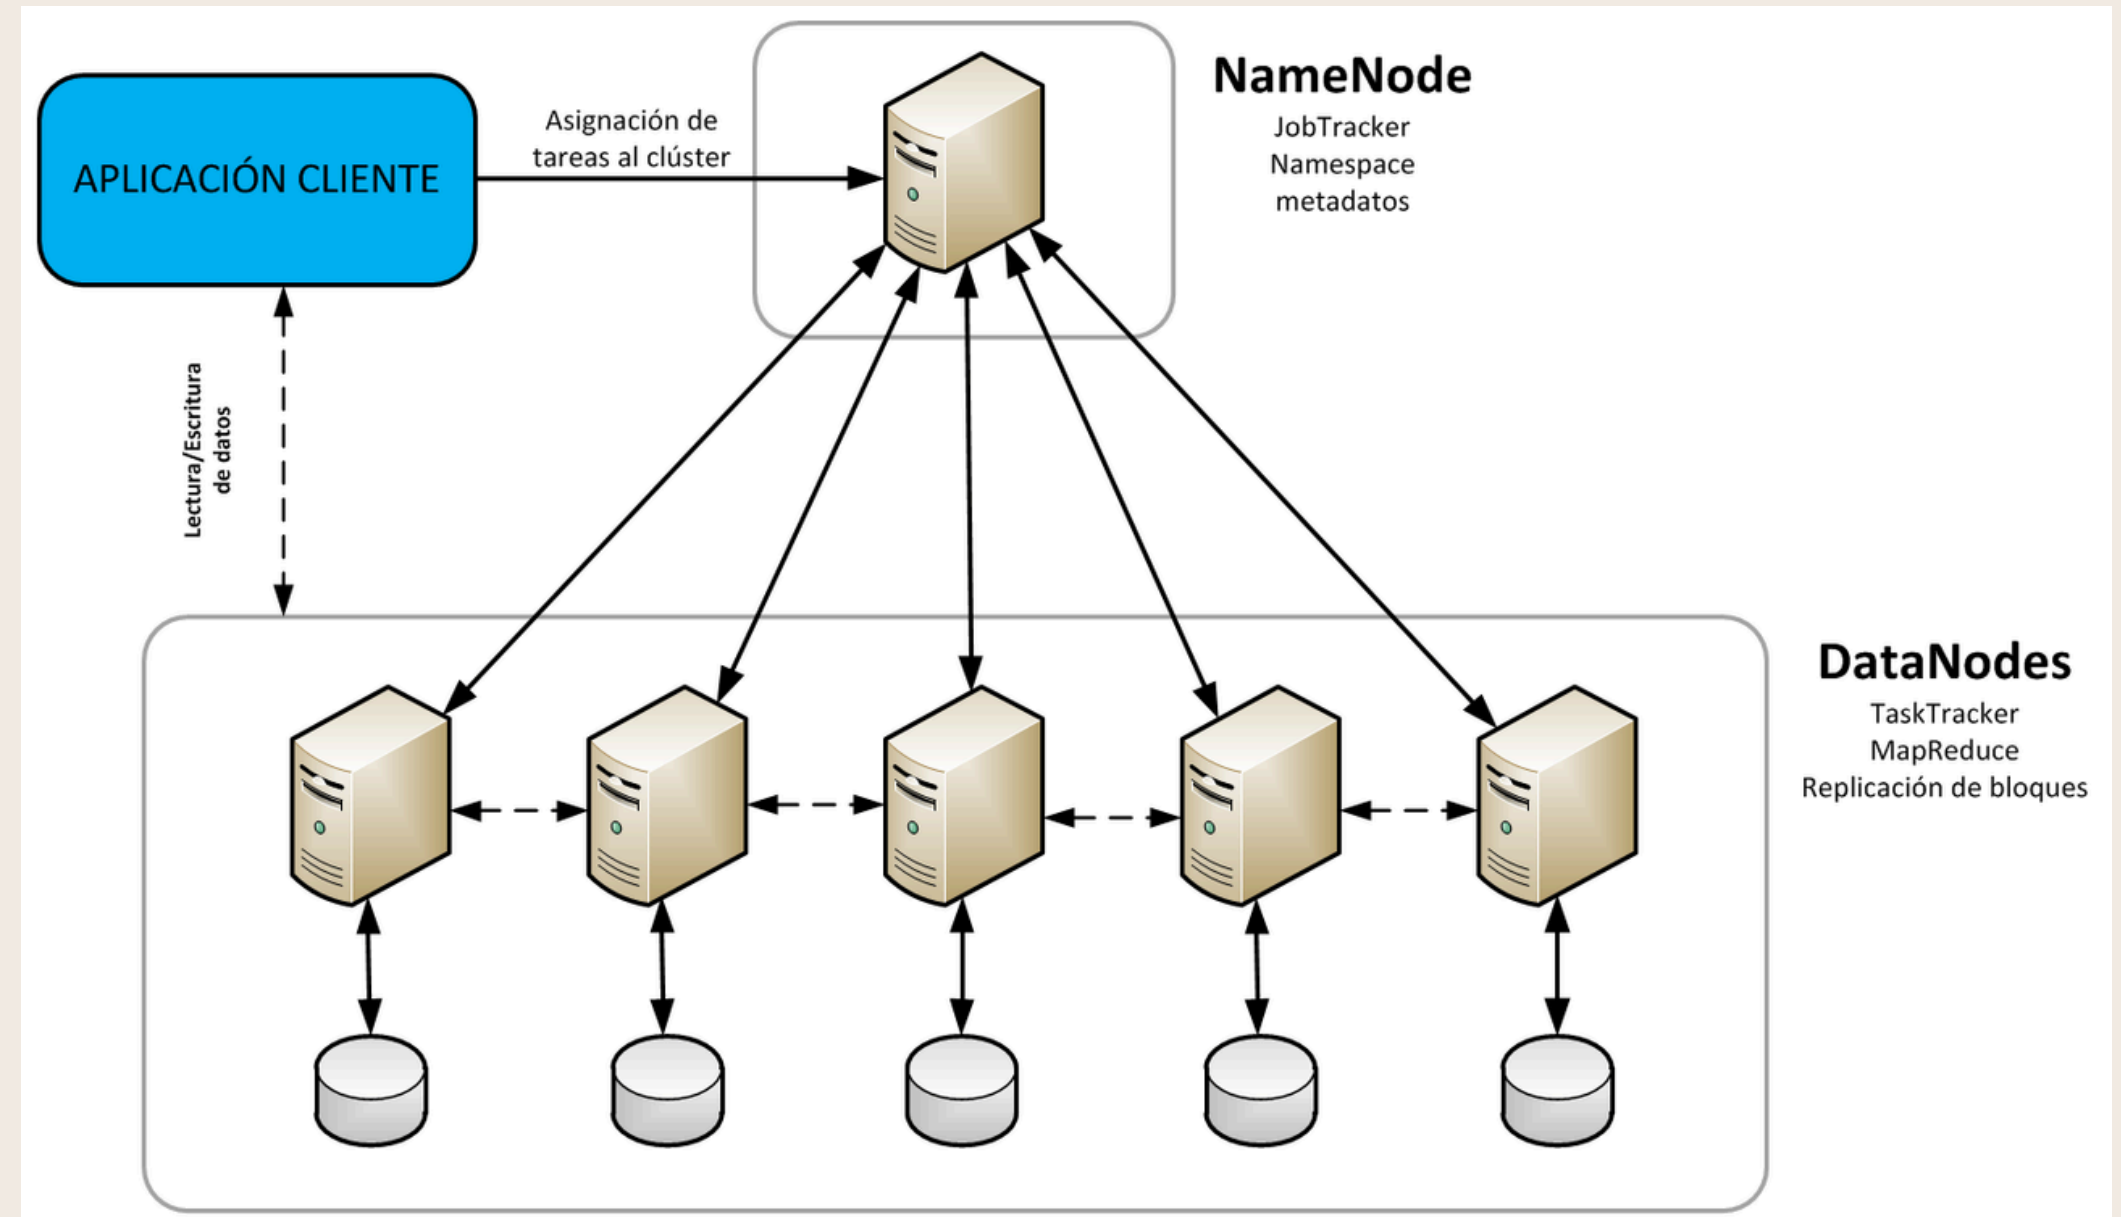 APLICACIÓN CLIENTE
Asignación de
tareas al clúster
NameNode
JobTracker
Namespace
metadatos
Lectura/Escritura
de datos
DataNodes
TaskTracker
MapReduce
Replicación de bloques